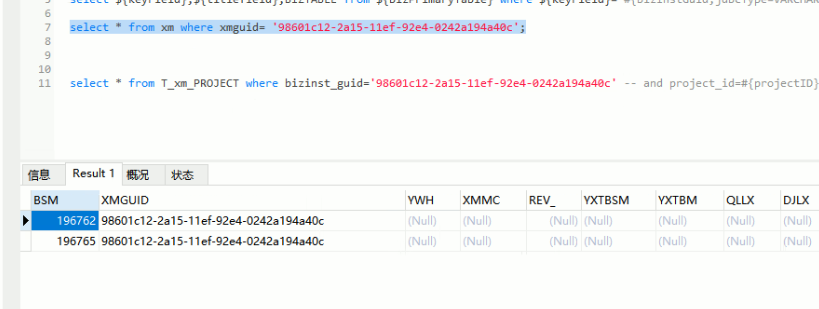 select ${keyField},${titleField},BIZTABLE from ${BizPrimaryTable} where ${keyField}= #{bizinstGuid,jdbcType=VARCHAR
7 select * from xm where xmguid= '98601c12-2a15-11ef-92e4-0242a194a40c';
8
9
10
11 select * from T_xm_PROJECT where bizinst_guid='98601c12-2a15-11ef-92e4-0242a194a40c' -- and project_id=#{projectID}
信息 Result 1 概况 状态
BSM XMGUID YWH XMMC REV_ YXTBSM YXTBM QLLX DJLX
196762 98601c12-2a15-11ef-92e4-0242a194a40c (Null) (Null) (Null) (Null) (Null) (Null) (Null)
196765 98601c12-2a15-11ef-92e4-0242a194a40c (Null) (Null) (Null) (Null) (Null) (Null) (Null)